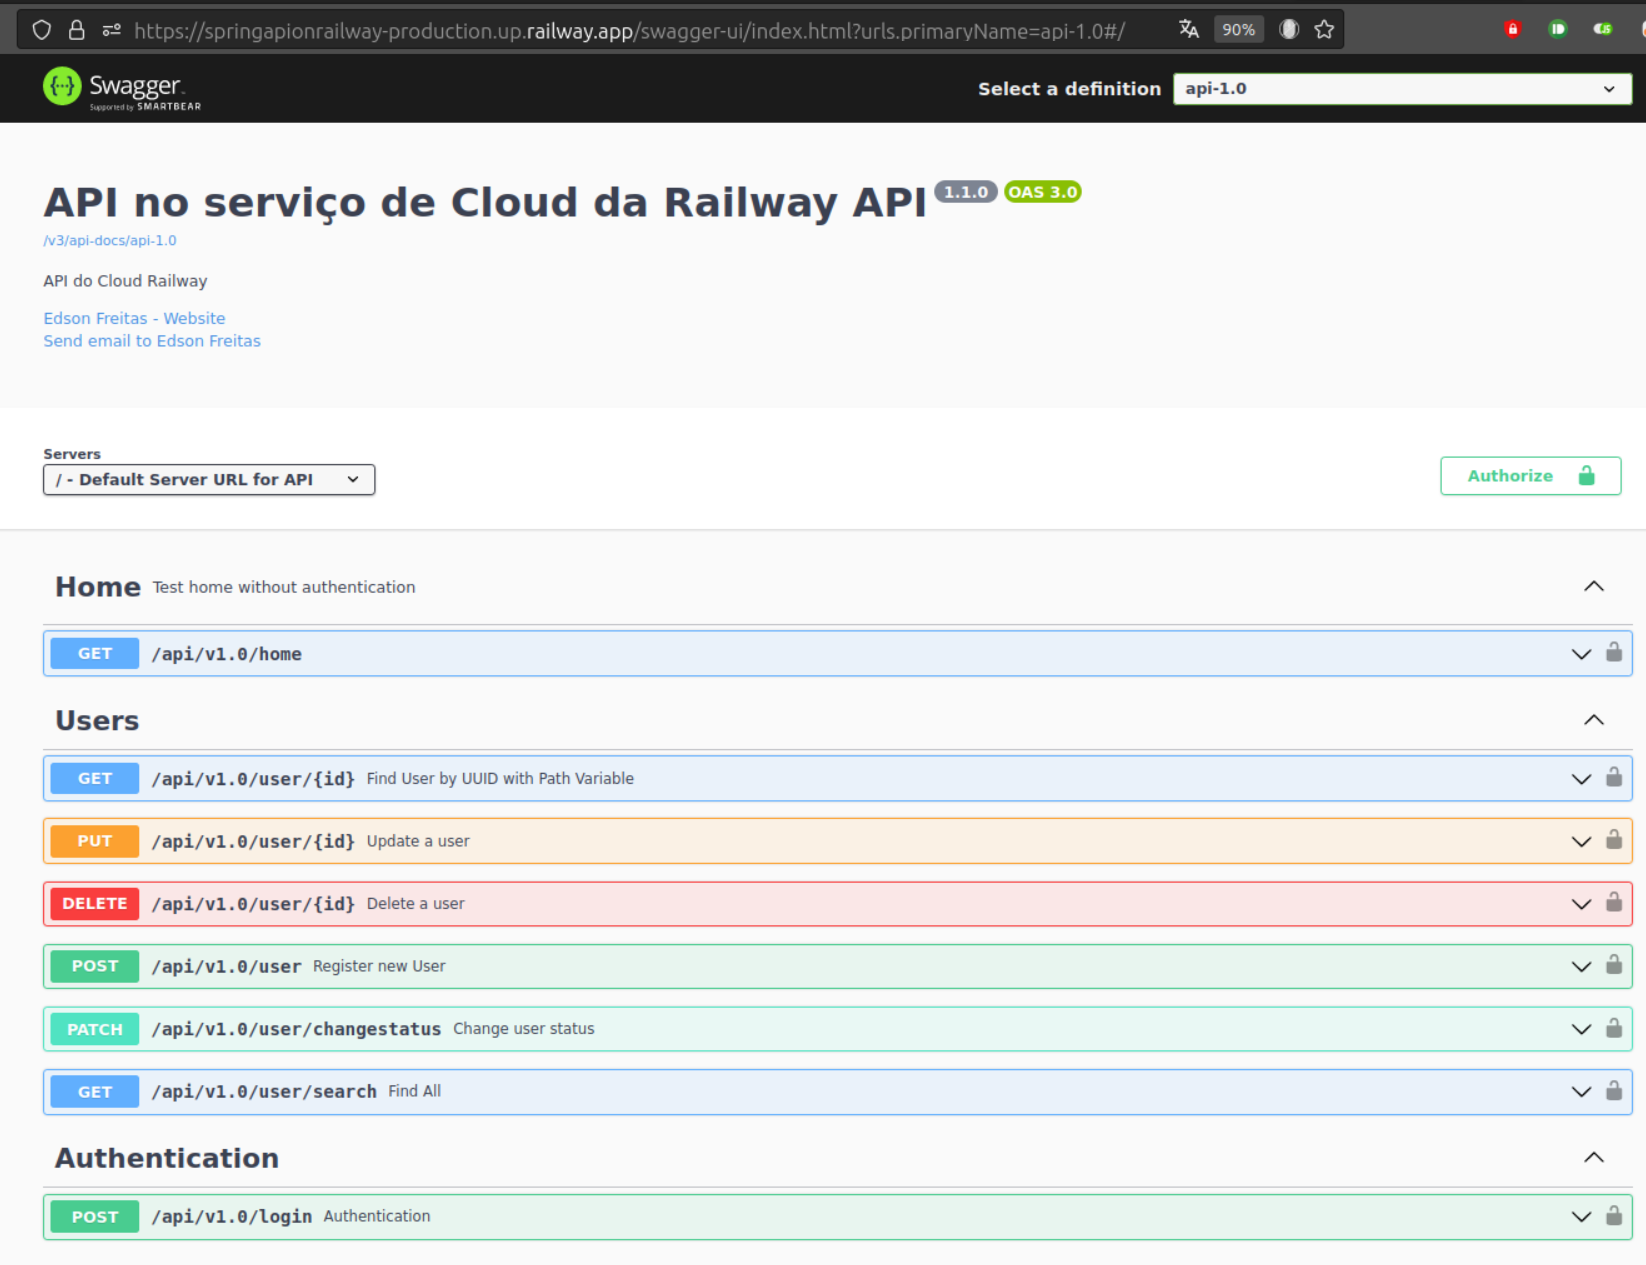 https://springapionrailway-production.up.railway.app/swagger-ui/index.html?urls.primaryName=api-1.0#/
90%
Swagger
Supported by SMARTBEAR
Select a definition
api-1.0
API no serviço de Cloud da Railway API 1.1.0 OAS 3.0
/v3/api-docs/api-1.0
API do Cloud Railway
Edson Freitas - Website
Send email to Edson Freitas
Servers
/ - Default Server URL for API
Authorize
Home Test home without authentication
GET /api/v1.0/home
Users
GET /api/v1.0/user/{id} Find User by UUID with Path Variable
PUT /api/v1.0/user/{id} Update a user
DELETE /api/v1.0/user/{id} Delete a user
POST /api/v1.0/user Register new User
PATCH /api/v1.0/user/changestatus Change user status
GET /api/v1.0/user/search Find All
Authentication
POST /api/v1.0/login Authentication